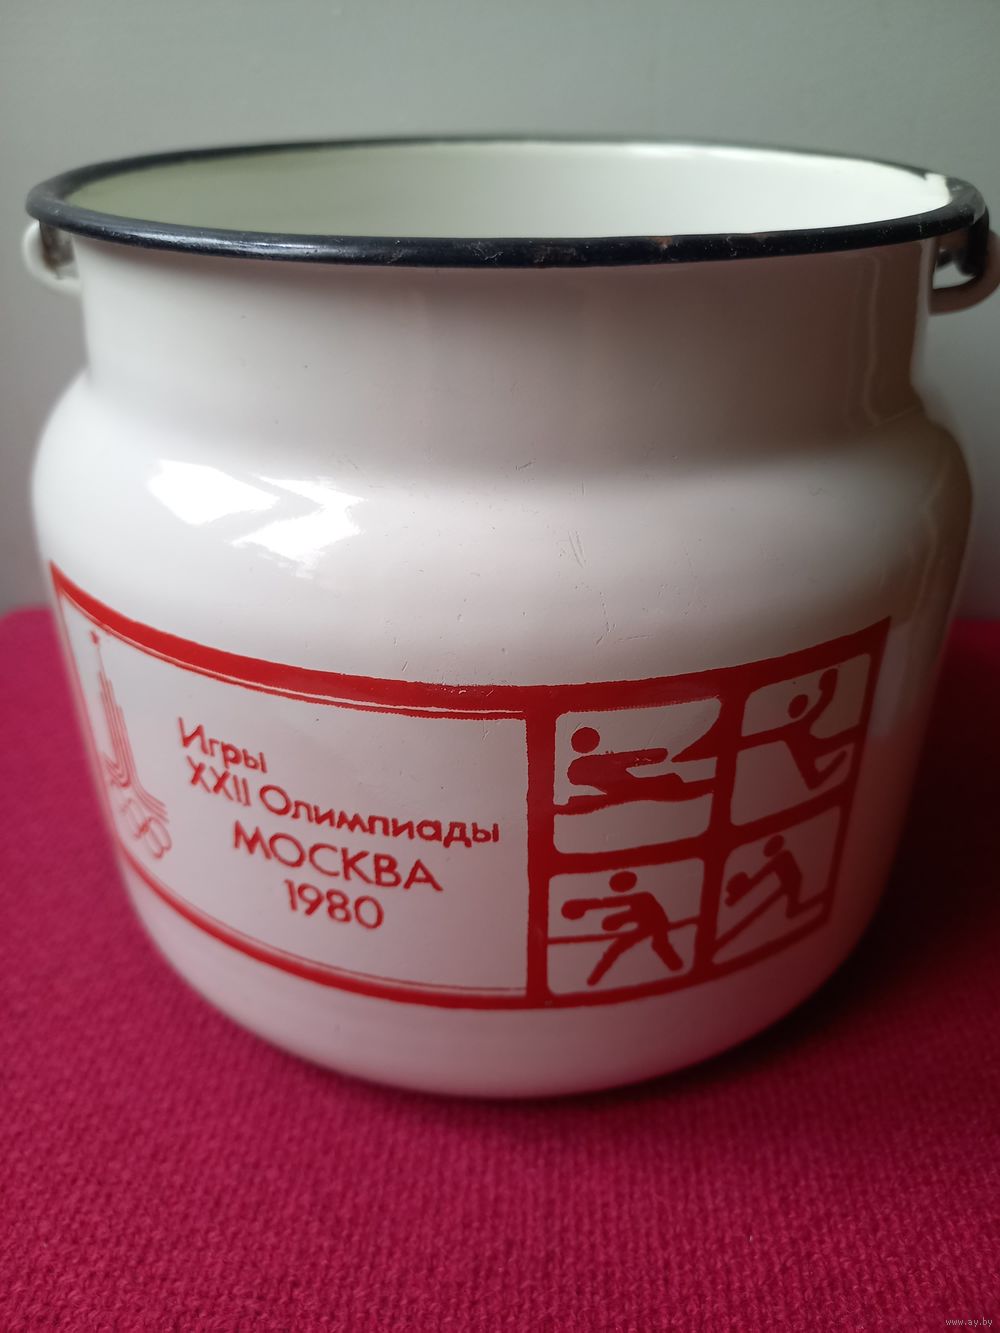 Игры
XXII Олимпиады
МОСКВА
1980
www.ay.by